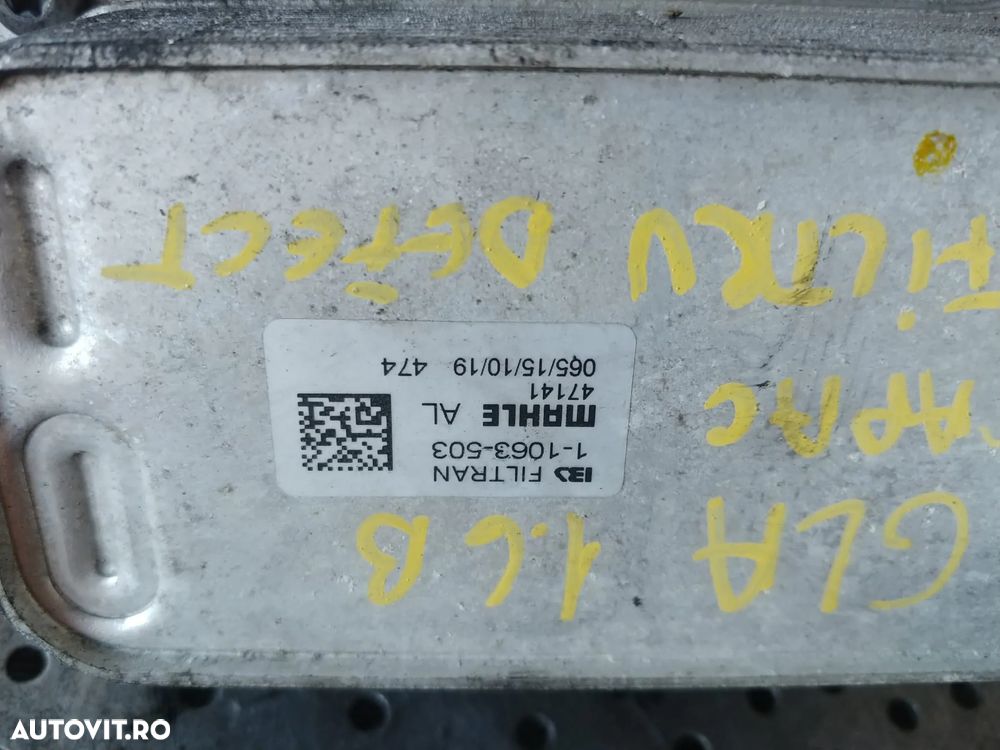 GLA 1.6B
APAC
FILTRU DEFECT
FILTRAN
1-1063-503
MAHLE AL
47141
065/15/10/19 474
AUTOVIT.RO